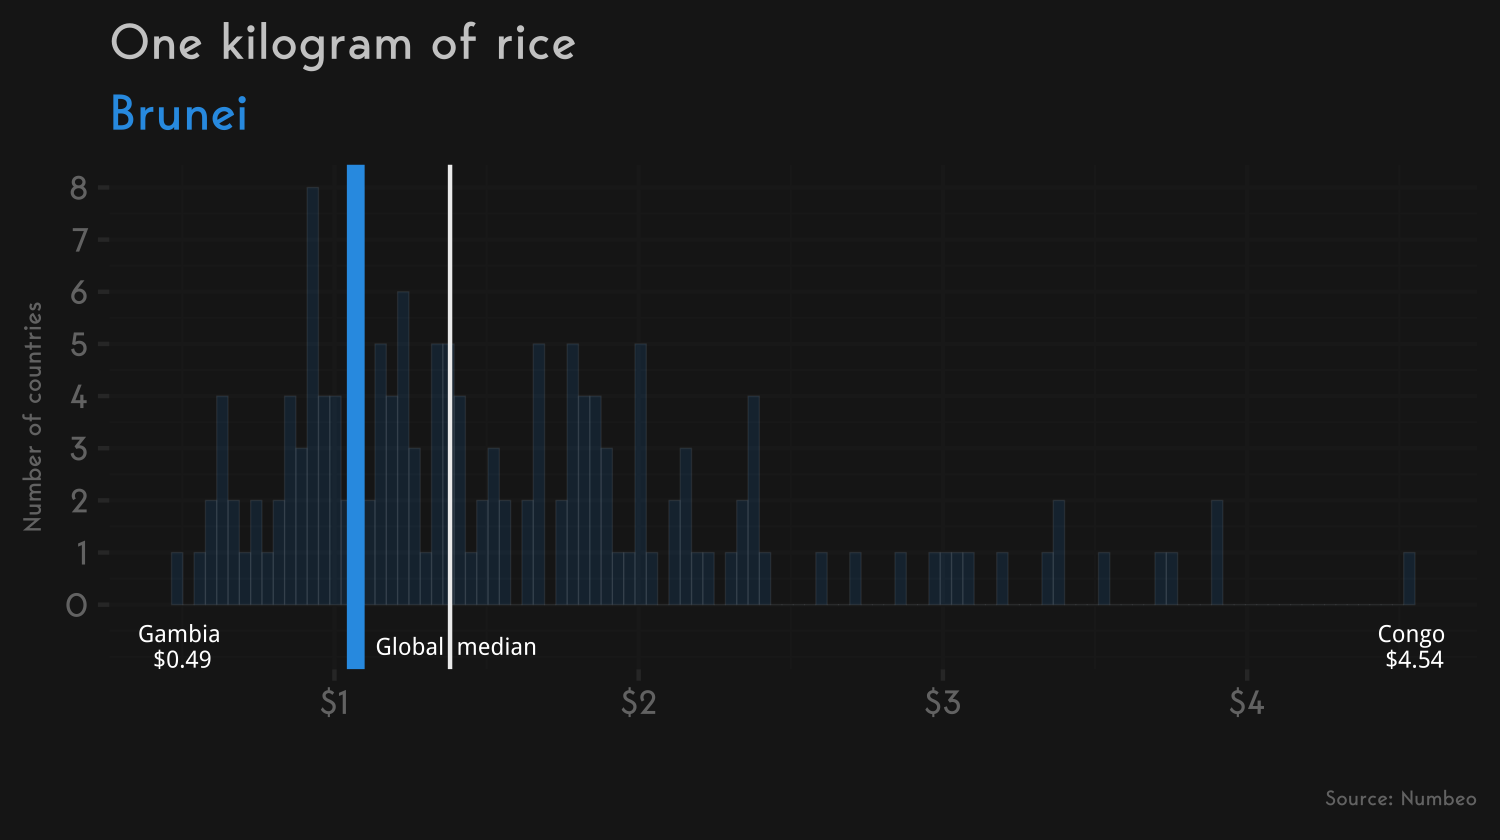 One kilogram of rice
Brunei
Number of countries
8
7
6
5
4
3
2
1
0
Gambia
$0.49
Global median
Congo
$4.54
$1
$2
$3
$4
Source: Numbeo